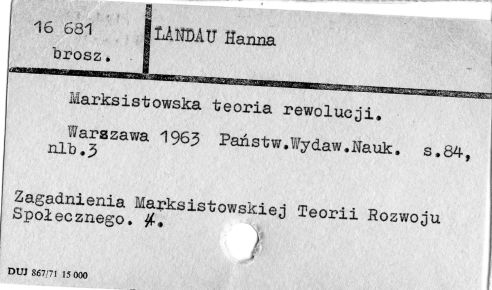 16 681
brosz.
LANDAU Hanna
Marksistowska teoria rewolucji.
Warszawa 1963 Państw.Wydaw.Nauk. s.84,
nlb.3
Zagadnienia Marksistowskiej Teorii Rozwoju
Społecznego. 4.
DUJ 867/71 15 000